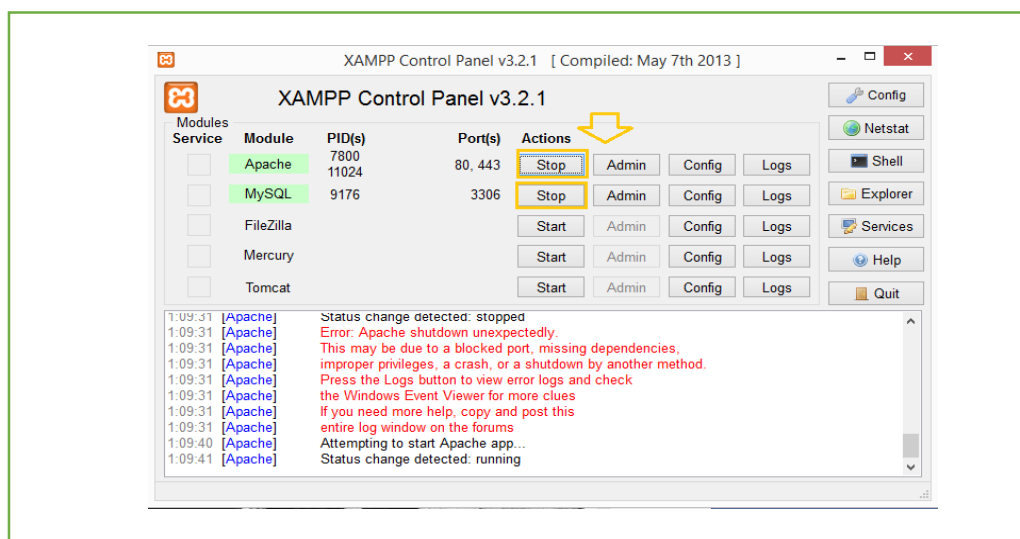 XAMPP Control Panel v3.2.1 [ Compiled: May 7th 2013 ]
XAMPP Control Panel v3.2.1
Config
Modules
Service Module PID(s) Port(s) Actions
Netstat
Apache 7800 11024 80, 443 Stop Admin Config Logs
Shell
MySQL 9176 3306 Stop Admin Config Logs
Explorer
FileZilla Start Admin Config Logs
Services
Mercury Start Admin Config Logs
Help
Tomcat Start Admin Config Logs
Quit
1:09:31 [Apache] Status change detected: stopped
1:09:31 [Apache] Error: Apache shutdown unexpectedly.
1:09:31 [Apache] This may be due to a blocked port, missing dependencies,
1:09:31 [Apache] improper privileges, a crash, or a shutdown by another method.
1:09:31 [Apache] Press the Logs button to view error logs and check
1:09:31 [Apache] the Windows Event Viewer for more clues
1:09:31 [Apache] If you need more help, copy and post this
1:09:31 [Apache] entire log window on the forums
1:09:40 [Apache] Attempting to start Apache app...
1:09:41 [Apache] Status change detected: running